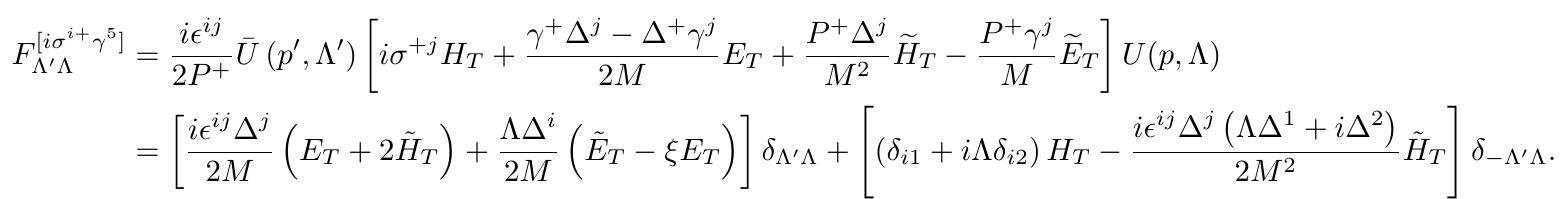 F_{\Lambda'\Lambda}^{[i\sigma^{i+}\gamma^5]} = \frac{i\epsilon^{ij}}{2P^+} \bar{U}(p', \Lambda') \left[ i\sigma^{+j} H_T + \frac{\gamma^+ \Delta^j - \Delta^+ \gamma^j}{2M} E_T + \frac{P^+ \Delta^j}{M^2} \widetilde{H}_T - \frac{P^+ \gamma^j}{M} \widetilde{E}_T \right] U(p, \Lambda)
= \left[ \frac{i\epsilon^{ij} \Delta^j}{2M} \left( E_T + 2\tilde{H}_T \right) + \frac{\Lambda \Delta^i}{2M} \left( \tilde{E}_T - \xi E_T \right) \right] \delta_{\Lambda'\Lambda} + \left[ (\delta_{i1} + i\Lambda \delta_{i2}) H_T - \frac{i\epsilon^{ij} \Delta^j (\Lambda \Delta^1 + i\Delta^2)}{2M^2} \tilde{H}_T \right] \delta_{-\Lambda'\Lambda}.